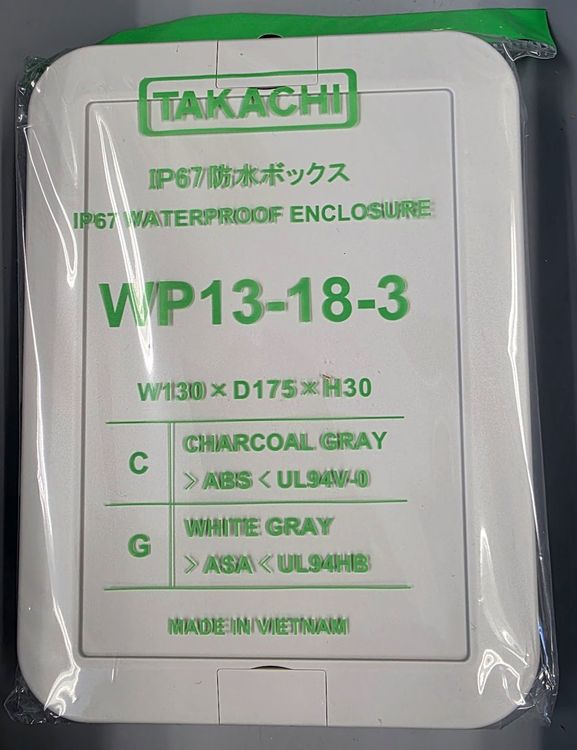 TAKACHI
IP67防水ボックス
IP67 WATERPROOF ENCLOSURE
WP13-18-3
W130×D175×H30
C
CHARCOAL GRAY
>ABS< UL94V-0
G
WHITE GRAY
>ASA< UL94HB
MADE IN VIETNAM